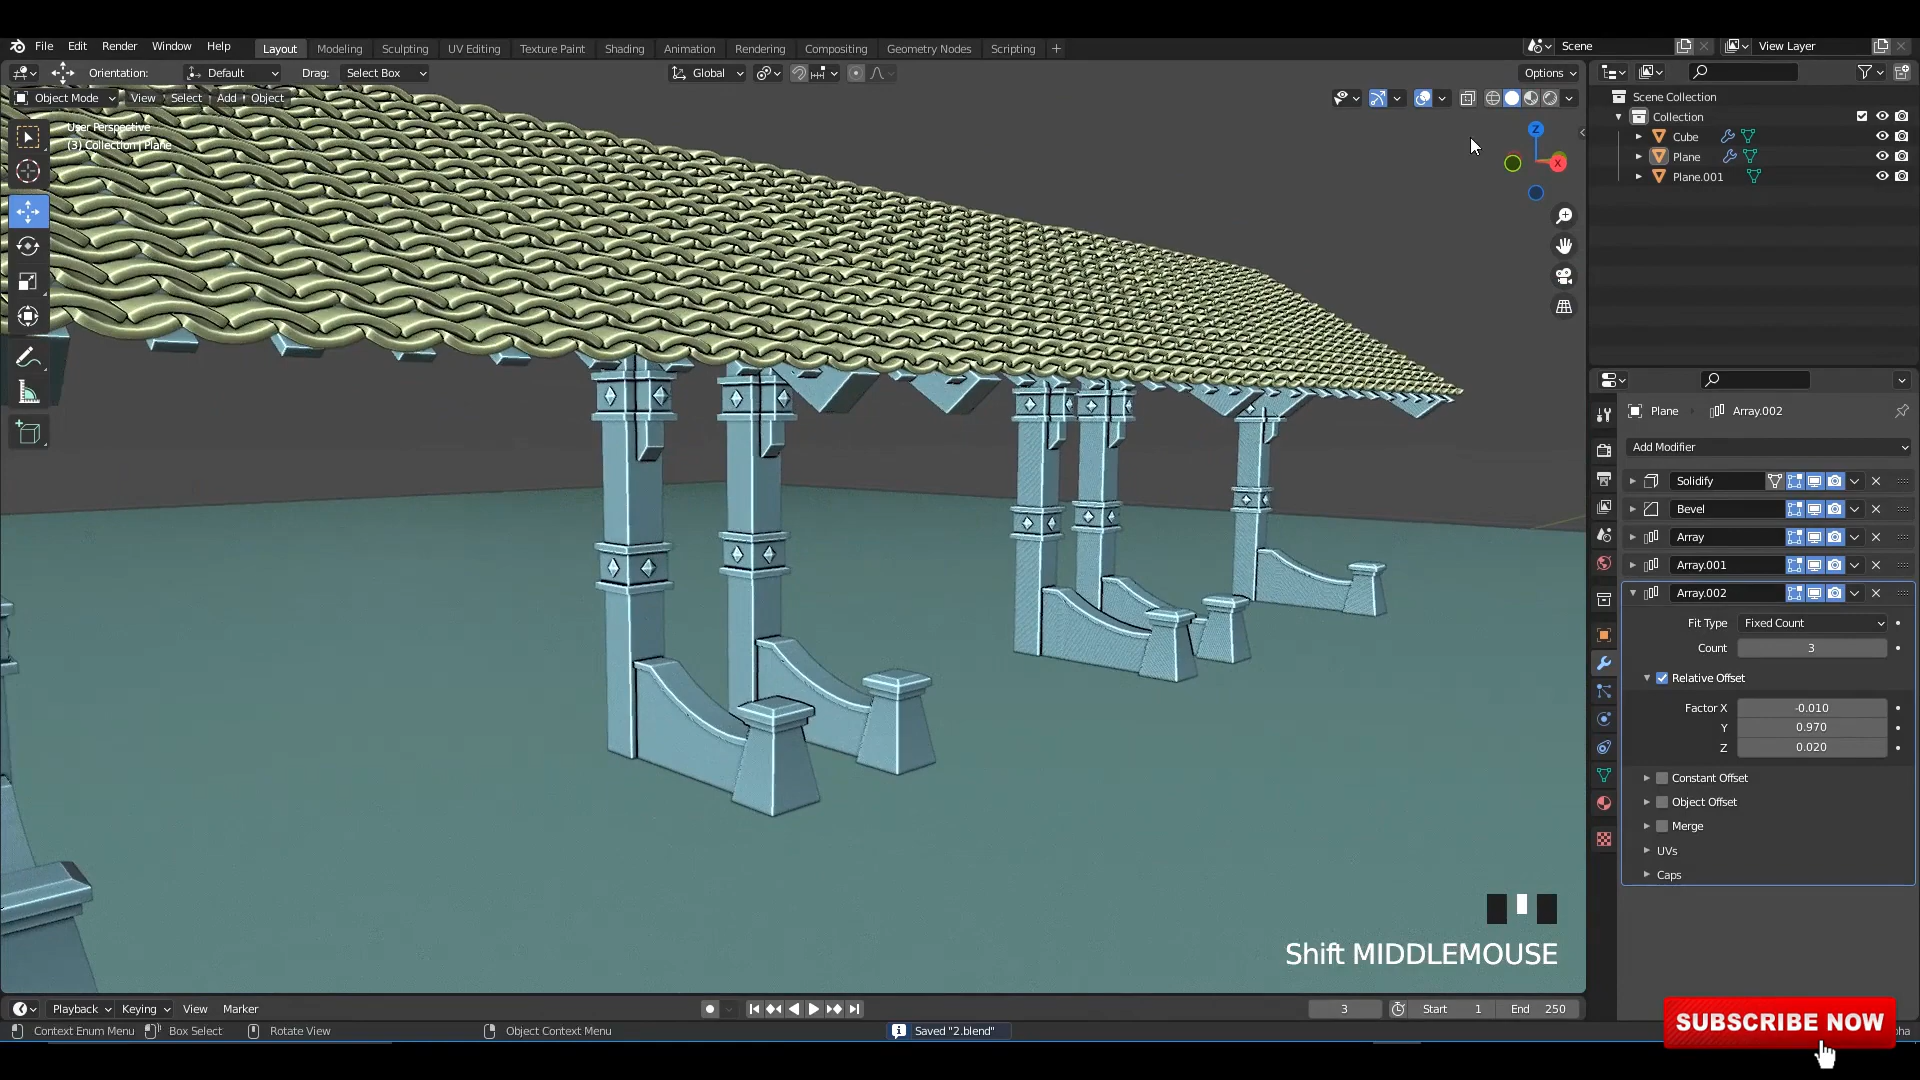 File Edit Render Window Help Layout Modeling Sculpting UV Editing Texture Paint Shading Animation Rendering Compositing Geometry Nodes Scripting + Scene View Layer
Orientation: Default Drag: Select Box Global Options
Object Mode View Select Add Object
User Perspective
(3) Collection | Plane
Z
X
Scene Collection
Collection
Cube
Plane
Plane.001
Plane Array.002
Add Modifier
Solidify
Bevel
Array
Array.001
Array.002
Fit Type Fixed Count
Count 3
Relative Offset
Factor X -0.010
Y 0.970
Z 0.020
Constant Offset
Object Offset
Merge
UVs
Caps
Shift MIDDLEMOUSE
Playback Keying View Marker 3 Start 1 End 250
Context Enum Menu Box Select Rotate View Object Context Menu Saved "2.blend"
SUBSCRIBE NOW